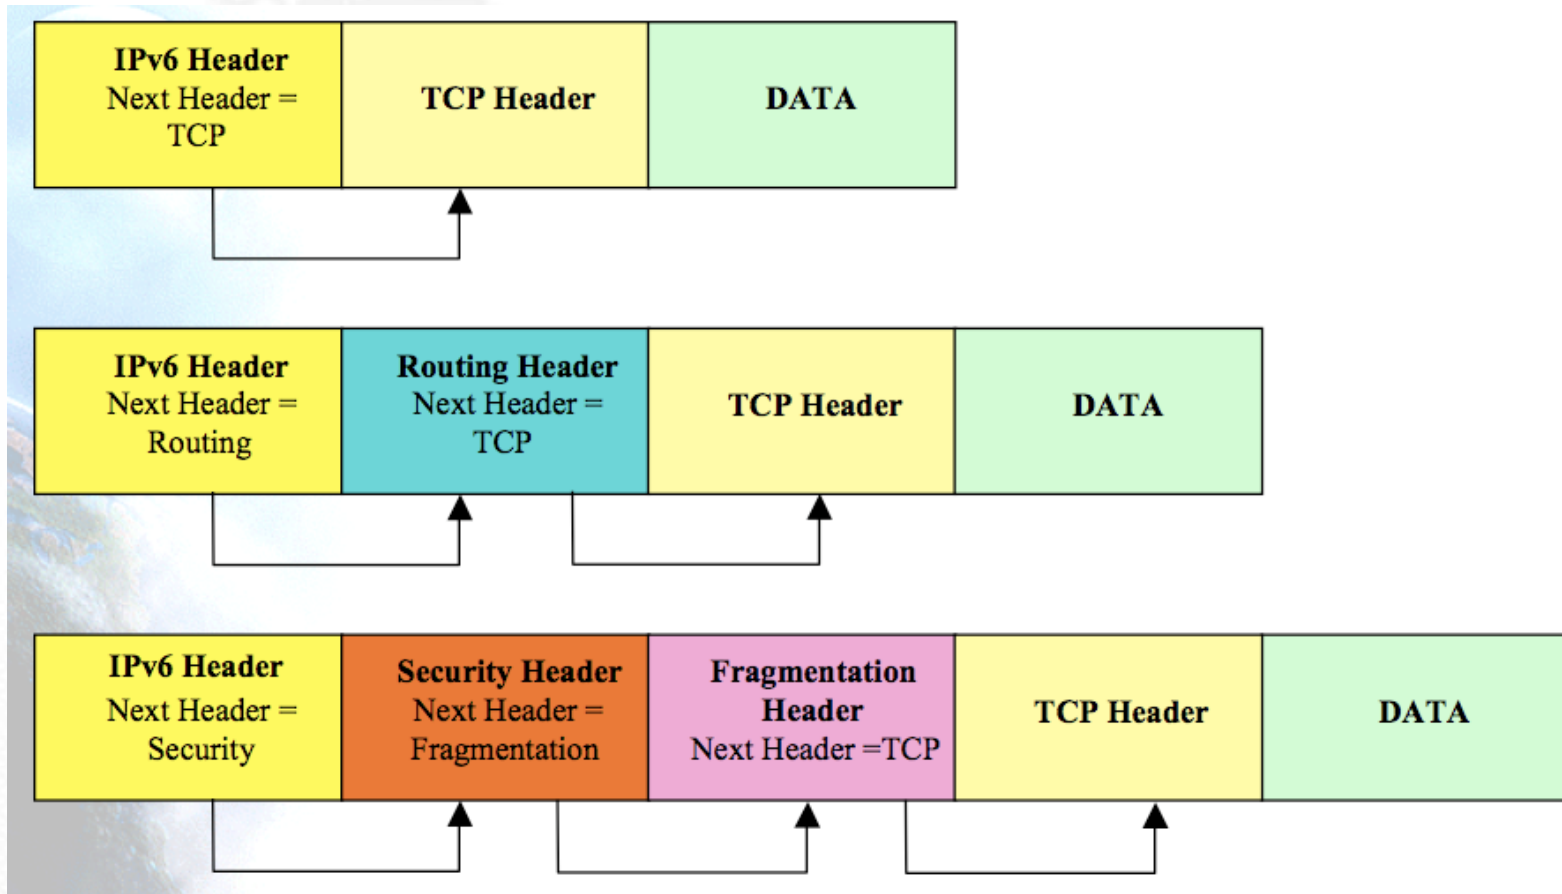 IPv6 Header
Next Header =
TCP
TCP Header
DATA
IPv6 Header
Next Header =
Routing
Routing Header
Next Header =
TCP
TCP Header
DATA
IPv6 Header
Next Header =
Security
Security Header
Next Header =
Fragmentation
Fragmentation
Header
Next Header =TCP
TCP Header
DATA